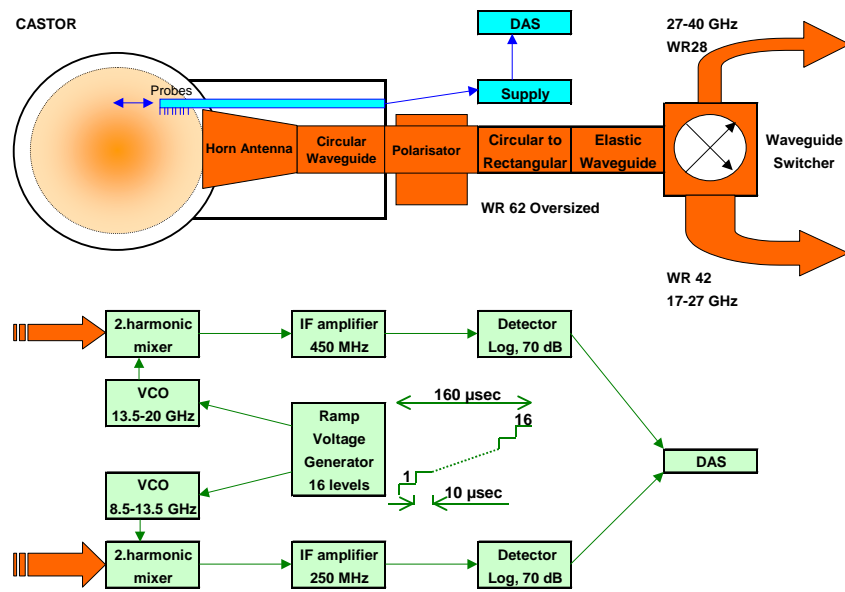 CASTOR
DAS
27-40 GHz
WR28
Probes
Supply
Horn Antenna
Circular
Waveguide
Polarisator
Circular to
Rectangular
Elastic
Waveguide
Waveguide
Switcher
WR 62 Oversized
WR 42
17-27 GHz
2.harmonic
mixer
IF amplifier
450 MHz
Detector
Log, 70 dB
VCO
13.5-20 GHz
Ramp
Voltage
Generator
16 levels
160 µsec
16
1
10 µsec
DAS
VCO
8.5-13.5 GHz
2.harmonic
mixer
IF amplifier
250 MHz
Detector
Log, 70 dB